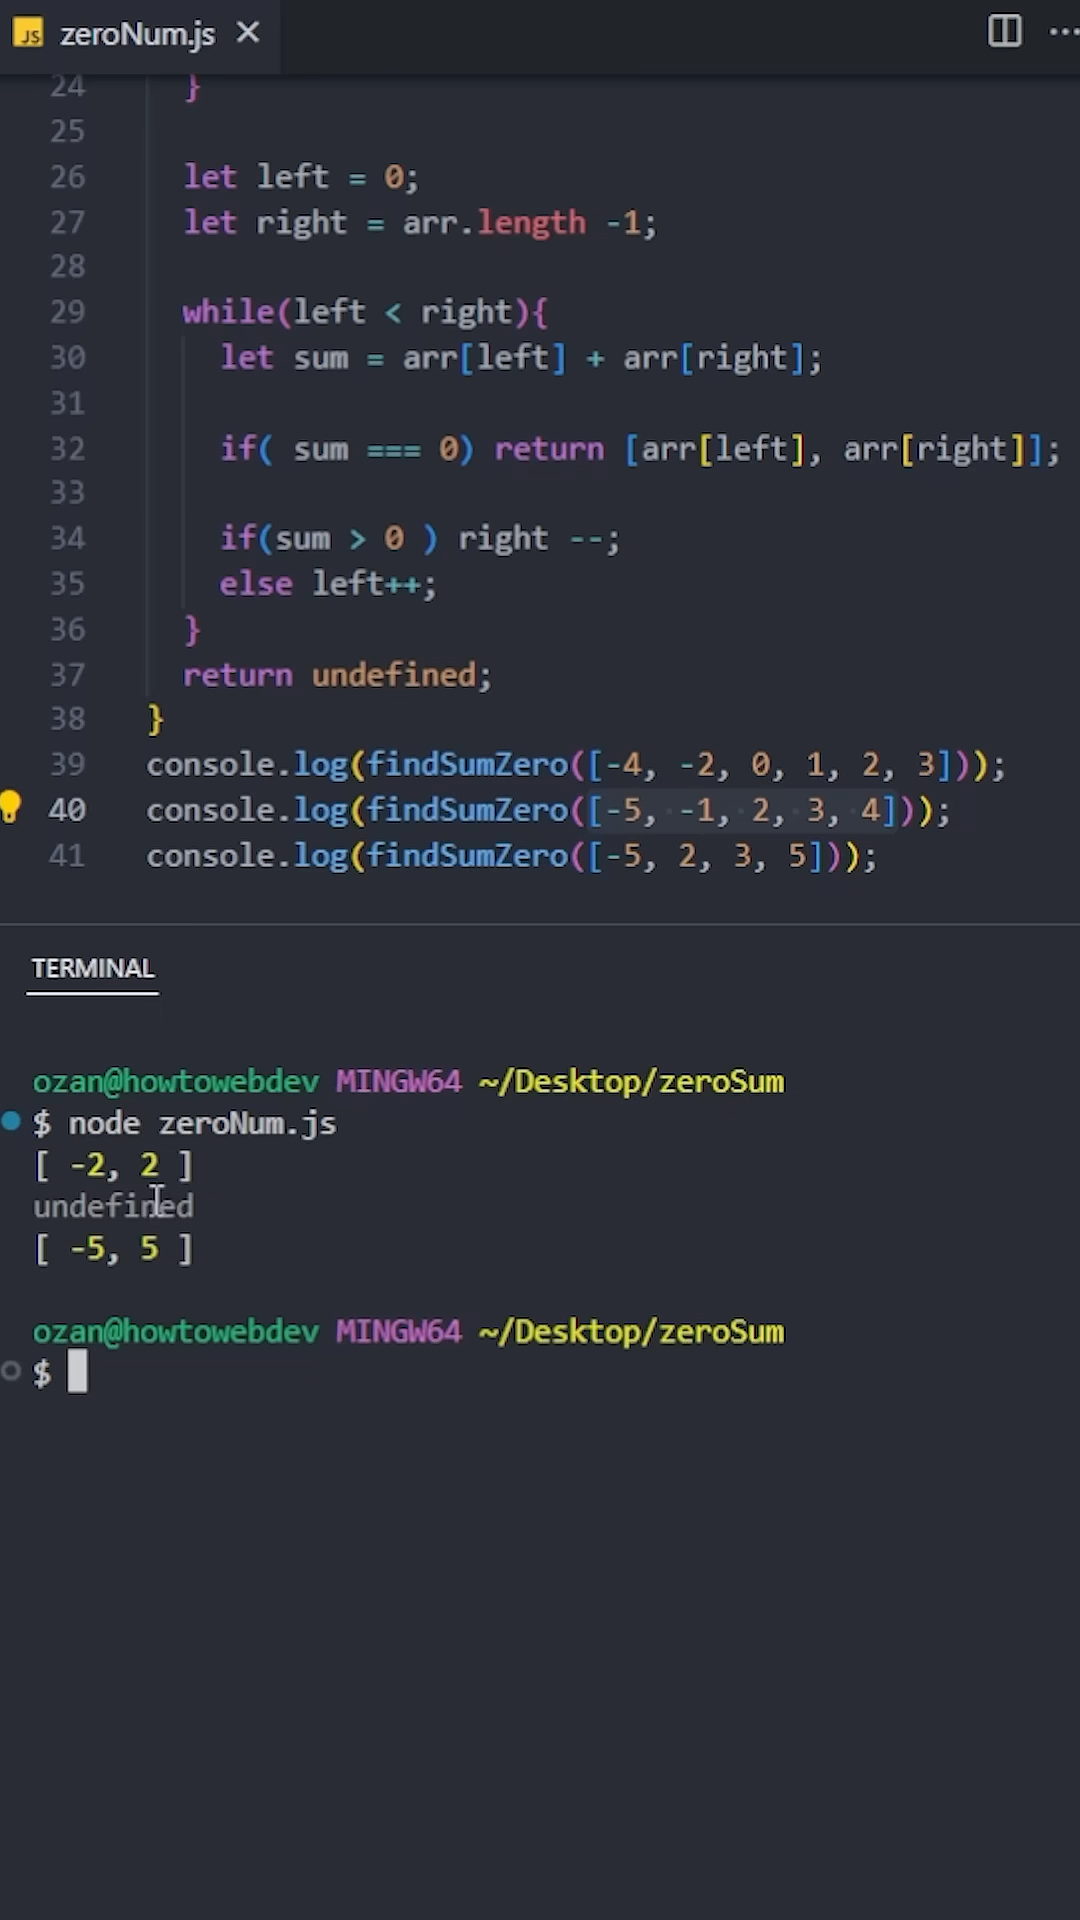 JS zeroNum.js
24 }
25
26 let left = 0;
27 let right = arr.length -1;
28
29 while(left < right){
30 let sum = arr[left] + arr[right];
31
32 if( sum === 0) return [arr[left], arr[right]];
33
34 if(sum > 0 ) right --;
35 else left++;
36 }
37 return undefined;
38 }
39 console.log(findSumZero([-4, -2, 0, 1, 2, 3]));
40 console.log(findSumZero([-5, -1, 2, 3, 4]));
41 console.log(findSumZero([-5, 2, 3, 5]));
TERMINAL
ozan@howtowebdev MINGW64 ~/Desktop/zeroSum
$ node zeroNum.js
[ -2, 2 ]
undefined
[ -5, 5 ]
ozan@howtowebdev MINGW64 ~/Desktop/zeroSum
$